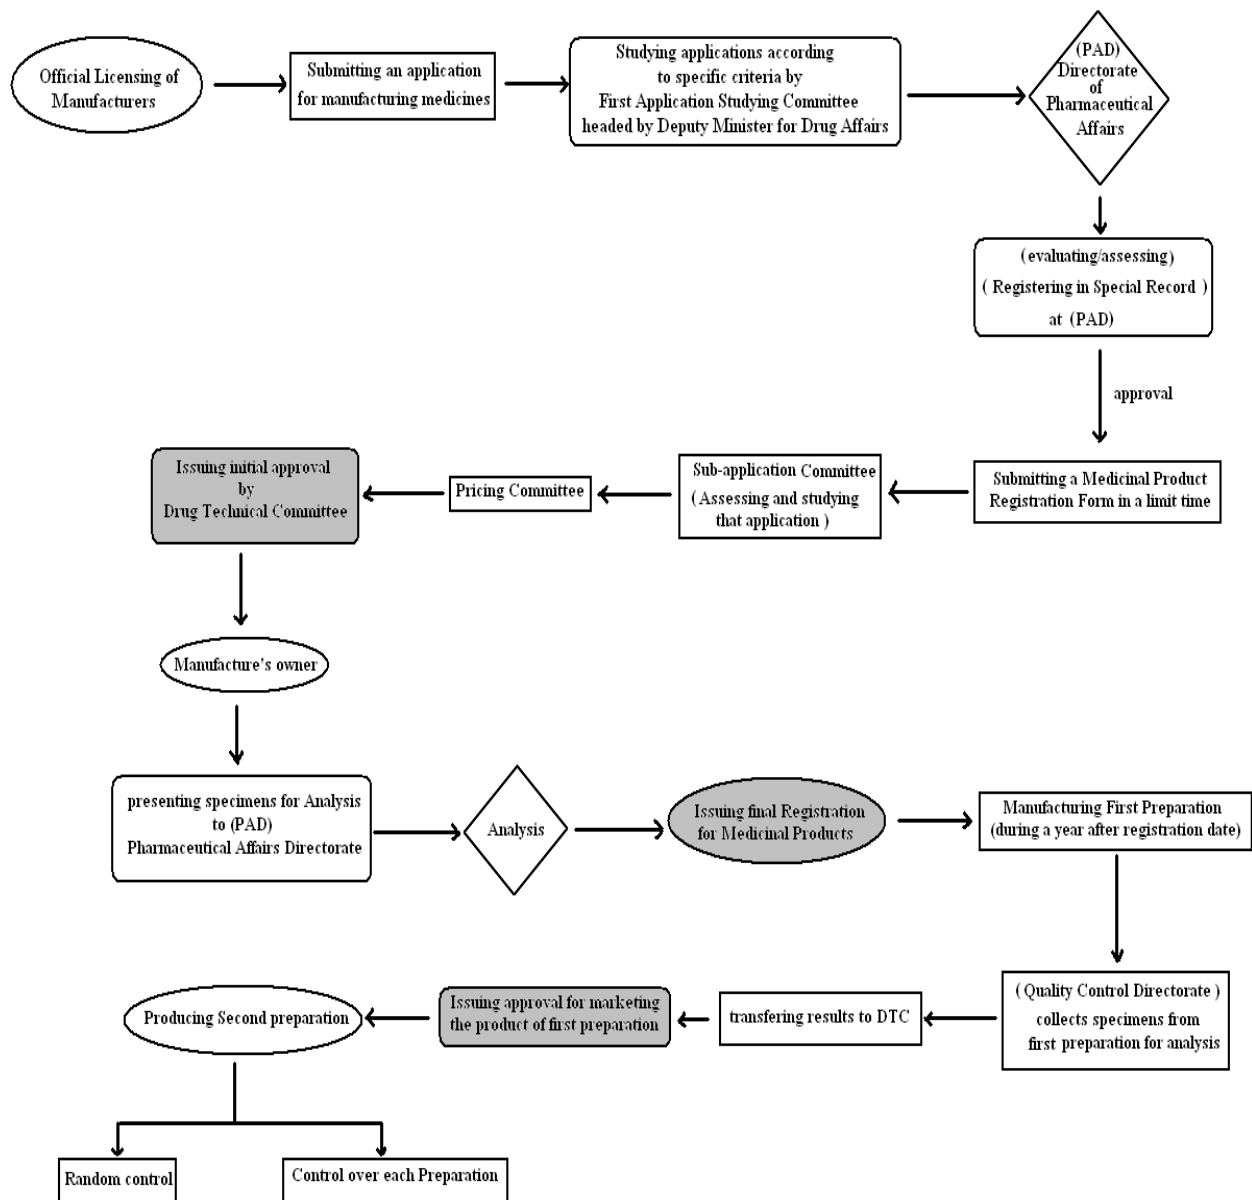 Official Licensing of
Manufacturers
Submitting an application
for manufacturing medicines
Studying applications according
to specific criteria by
First Application Studying Committee
headed by Deputy Minister for Drug Affairs
(PAD)
Directorate
of
Pharmaceutical
Affairs
(evaluating/assessing)
( Registering in Special Record )
at (PAD)
approval
Submitting a Medicinal Product
Registration Form in a limit time
Sub-application Committee
( Assessing and studying
that application )
Pricing Committee
Issuing initial approval
by
Drug Technical Committee
Manufacture's owner
presenting specimens for Analysis
to (PAD)
Pharmaceutical Affairs Directorate
Analysis
Issuing final Registration
for Medicinal Products
Manufacturing First Preparation
(during a year after registration date)
( Quality Control Directorate )
collects specimens from
first preparation for analysis
transfering results to DTC
Issuing approval for marketing
the product of first preparation
Producing Second preparation
Random control
Control over each Preparation